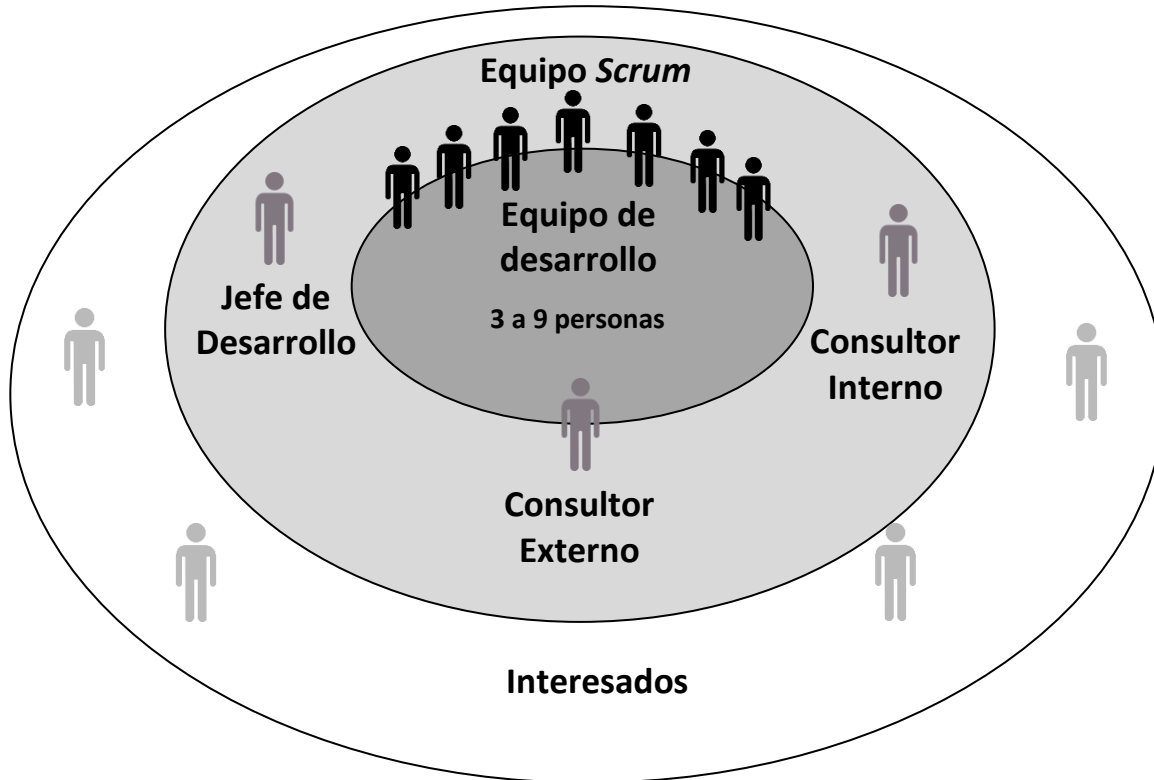 Equipo Scrum
Equipo de
desarrollo
3 a 9 personas
Jefe de
Desarrollo
Consultor
Interno
Consultor
Externo
Interesados